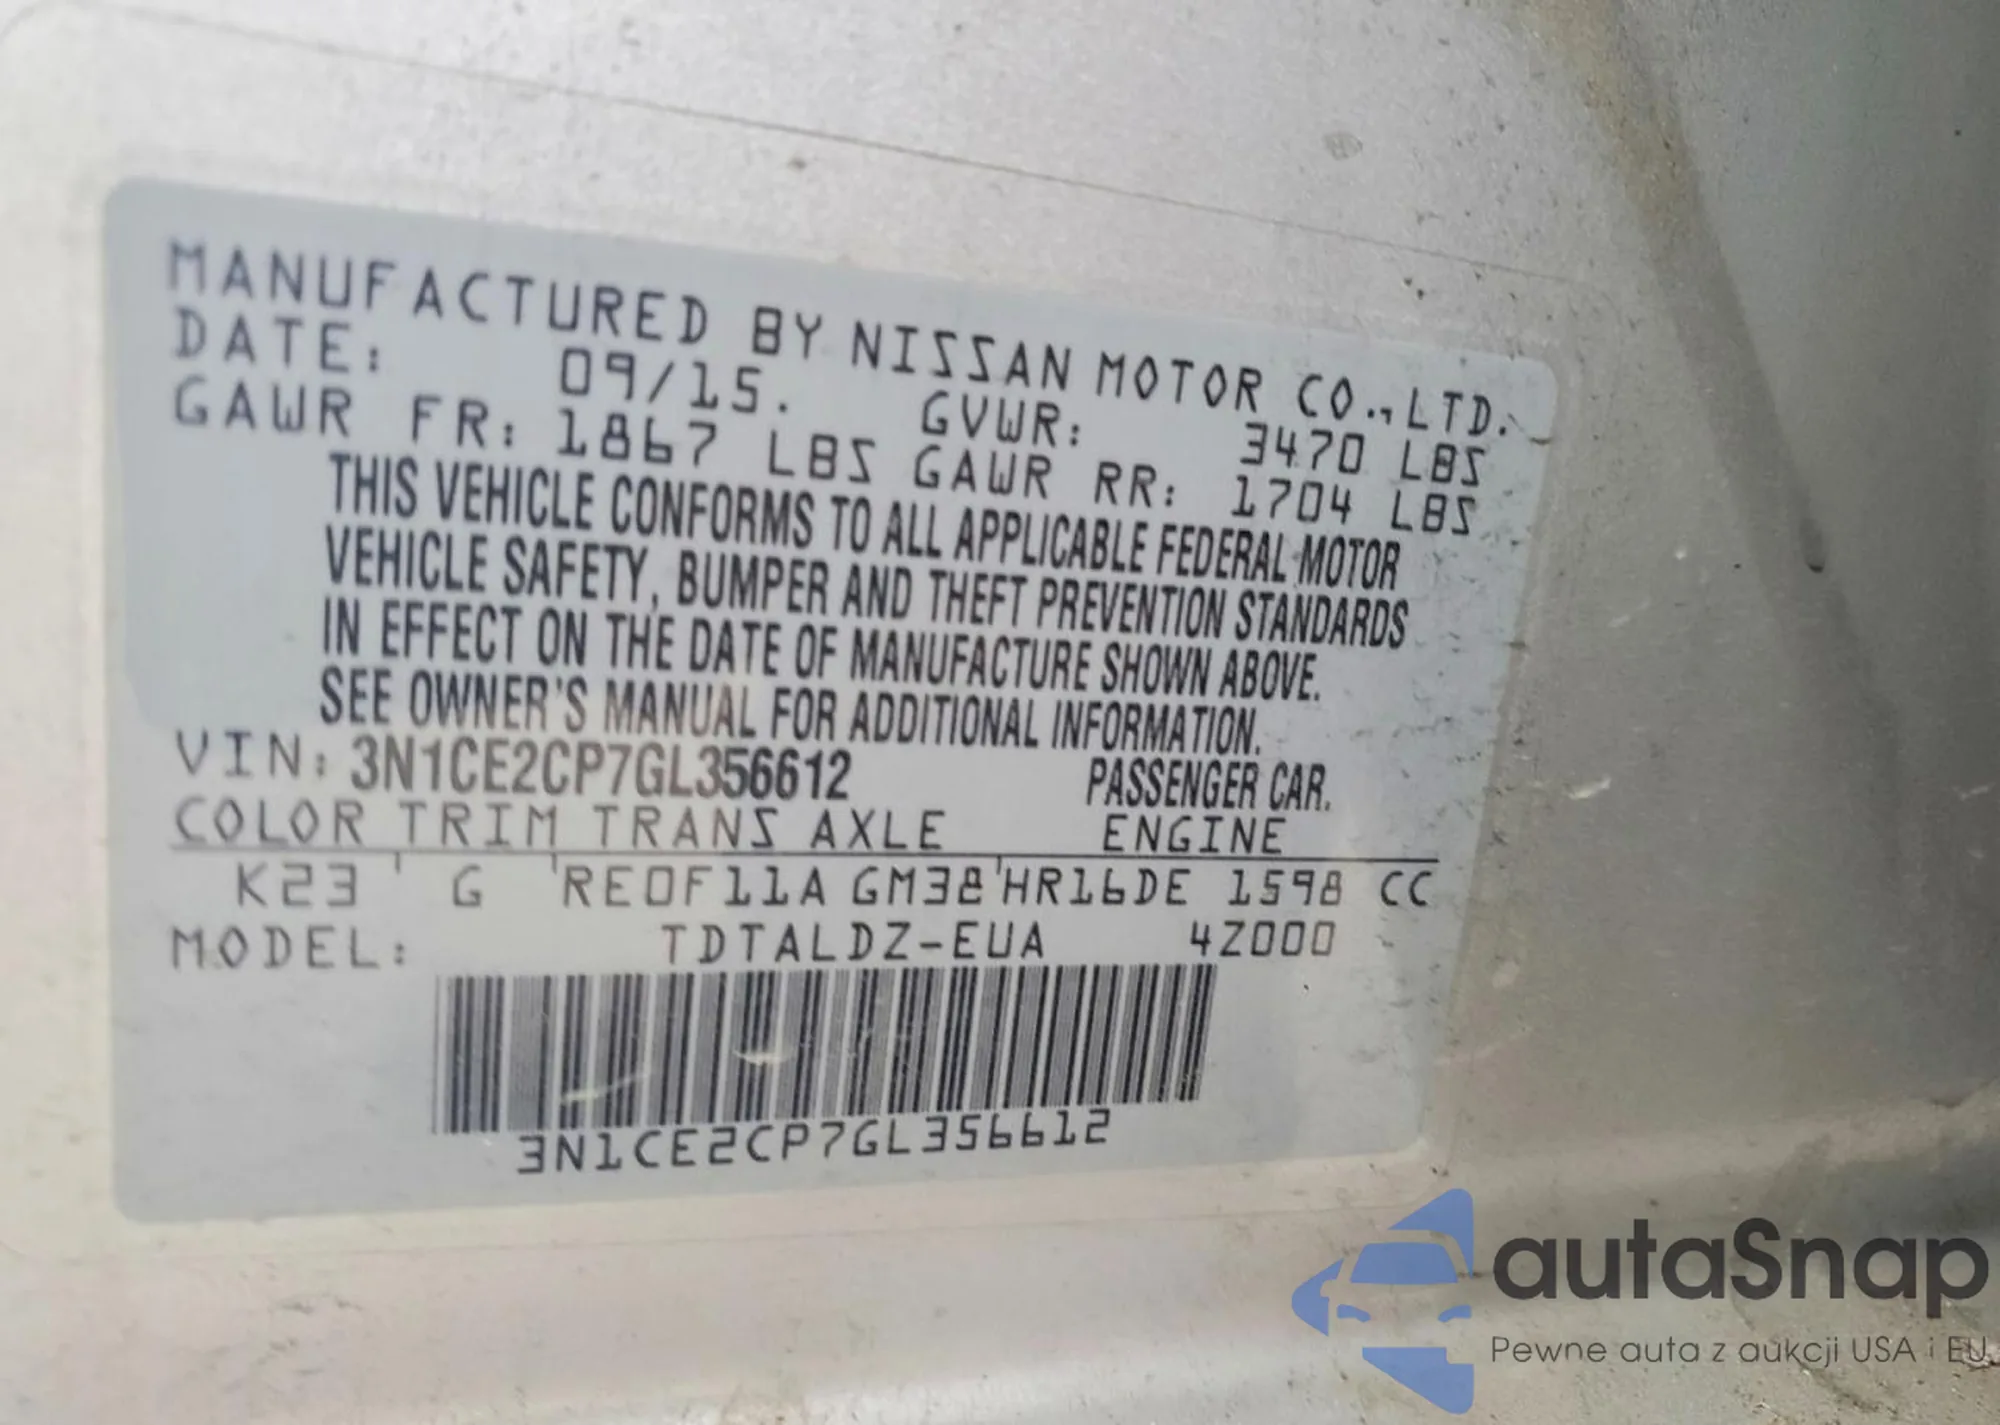 MANUFACTURED BY NISSAN MOTOR CO.,LTD.
DATE: 09/15. GVWR: 3470 LBS
GAWR FR: 1867 LBS GAWR RR: 1704 LBS
THIS VEHICLE CONFORMS TO ALL APPLICABLE FEDERAL MOTOR
VEHICLE SAFETY, BUMPER AND THEFT PREVENTION STANDARDS
IN EFFECT ON THE DATE OF MANUFACTURE SHOWN ABOVE.
SEE OWNER'S MANUAL FOR ADDITIONAL INFORMATION.
VIN: 3N1CE2CP7GL356612 PASSENGER CAR.
COLOR TRIM TRANS AXLE ENGINE
K23 G RE0F11A GM38 HR16DE 1598 CC
MODEL: TDTALDZ-EUA 4Z000
3N1CE2CP7GL356612
autaSnap
Pewne auta z aukcji USA i EU